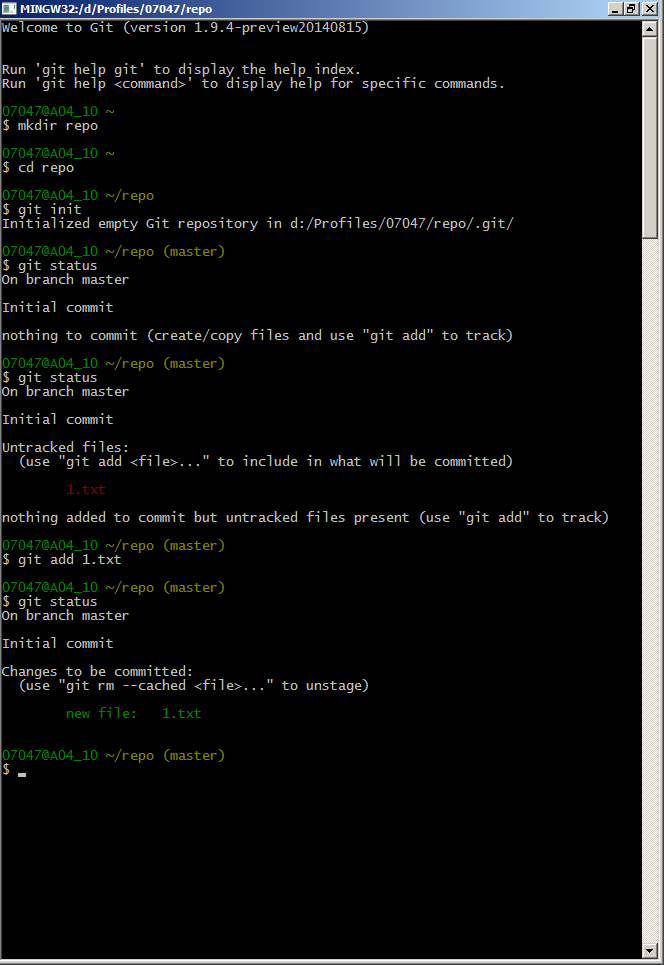 MINGW32:/d/Profiles/07047/repo
Welcome to Git (version 1.9.4-preview20140815)
Run 'git help git' to display the help index.
Run 'git help <command>' to display help for specific commands.
07047@A04_10 ~
$ mkdir repo
07047@A04_10 ~
$ cd repo
07047@A04_10 ~/repo
$ git init
Initialized empty Git repository in d:/Profiles/07047/repo/.git/
07047@A04_10 ~/repo (master)
$ git status
On branch master
Initial commit
nothing to commit (create/copy files and use "git add" to track)
07047@A04_10 ~/repo (master)
$ git status
On branch master
Initial commit
Untracked files:
(use "git add <file>..." to include in what will be committed)
1.txt
nothing added to commit but untracked files present (use "git add" to track)
07047@A04_10 ~/repo (master)
$ git add 1.txt
07047@A04_10 ~/repo (master)
$ git status
On branch master
Initial commit
Changes to be committed:
(use "git rm --cached <file>..." to unstage)
new file:   1.txt
07047@A04_10 ~/repo (master)
$